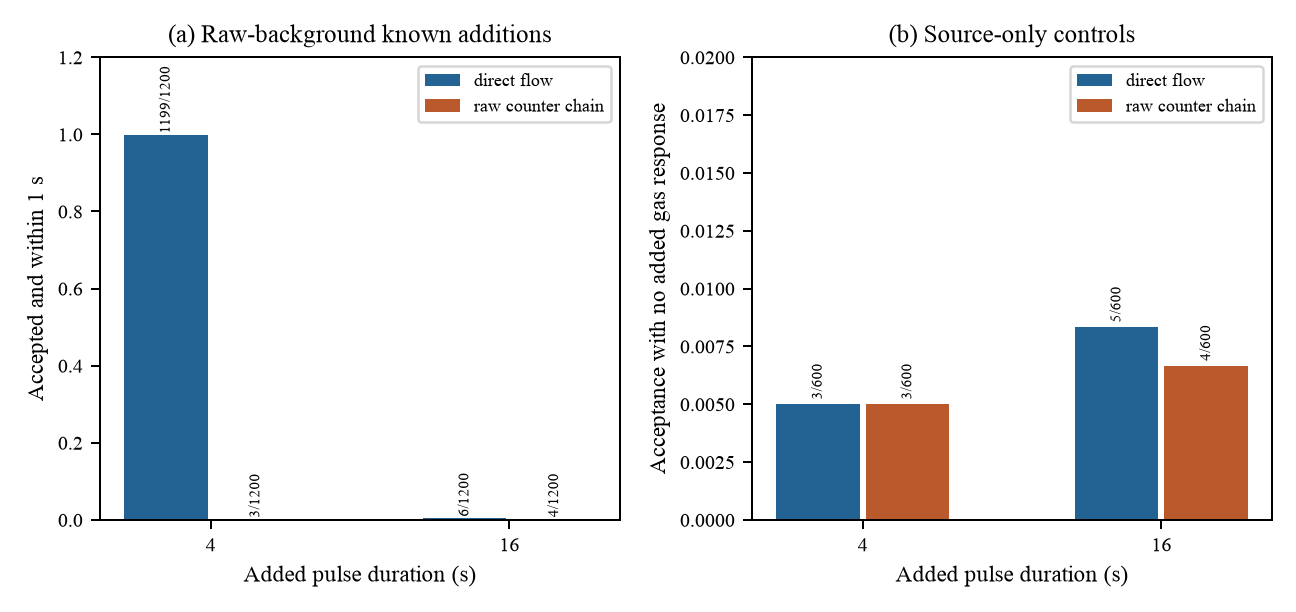 (a) Raw-background known additions
Accepted and within 1 s
1.2
1.0
0.8
0.6
0.4
0.2
0.0
1199/1200
3/1200
6/1200
4/1200
direct flow
raw counter chain
4
16
Added pulse duration (s)
(b) Source-only controls
Acceptance with no added gas response
0.0200
0.0175
0.0150
0.0125
0.0100
0.0075
0.0050
0.0025
0.0000
3/600
3/600
5/600
4/600
direct flow
raw counter chain
4
16
Added pulse duration (s)